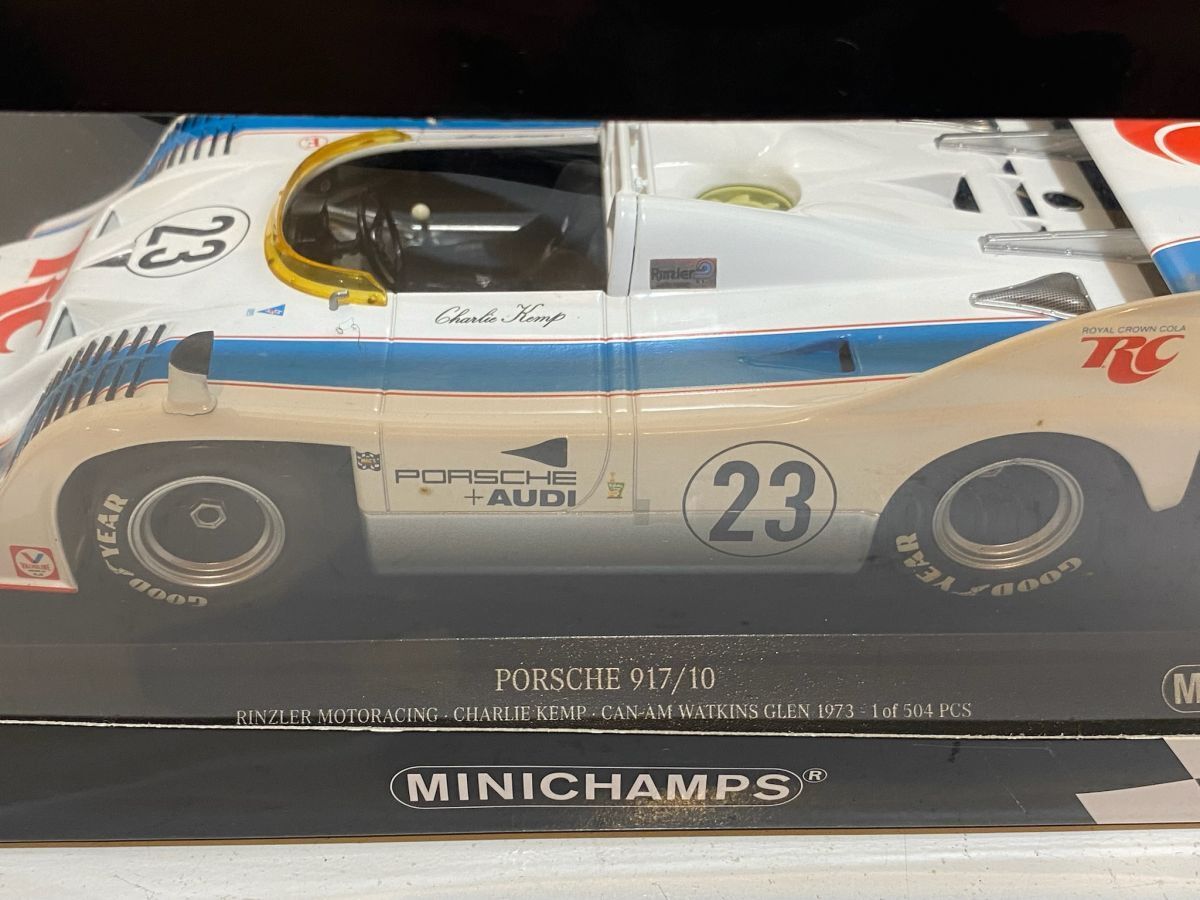 23
RC
Charlie Kemp
Rinzler
ROYAL CROWN COLA
RC
PORSCHE
+AUDI
23
GOODYEAR
GOODYEAR
VALVOLINE
PORSCHE 917/10
RINZLER MOTORACING · CHARLIE KEMP · CAN-AM WATKINS GLEN 1973 - 1 of 504 PCS
M
MINICHAMPS®